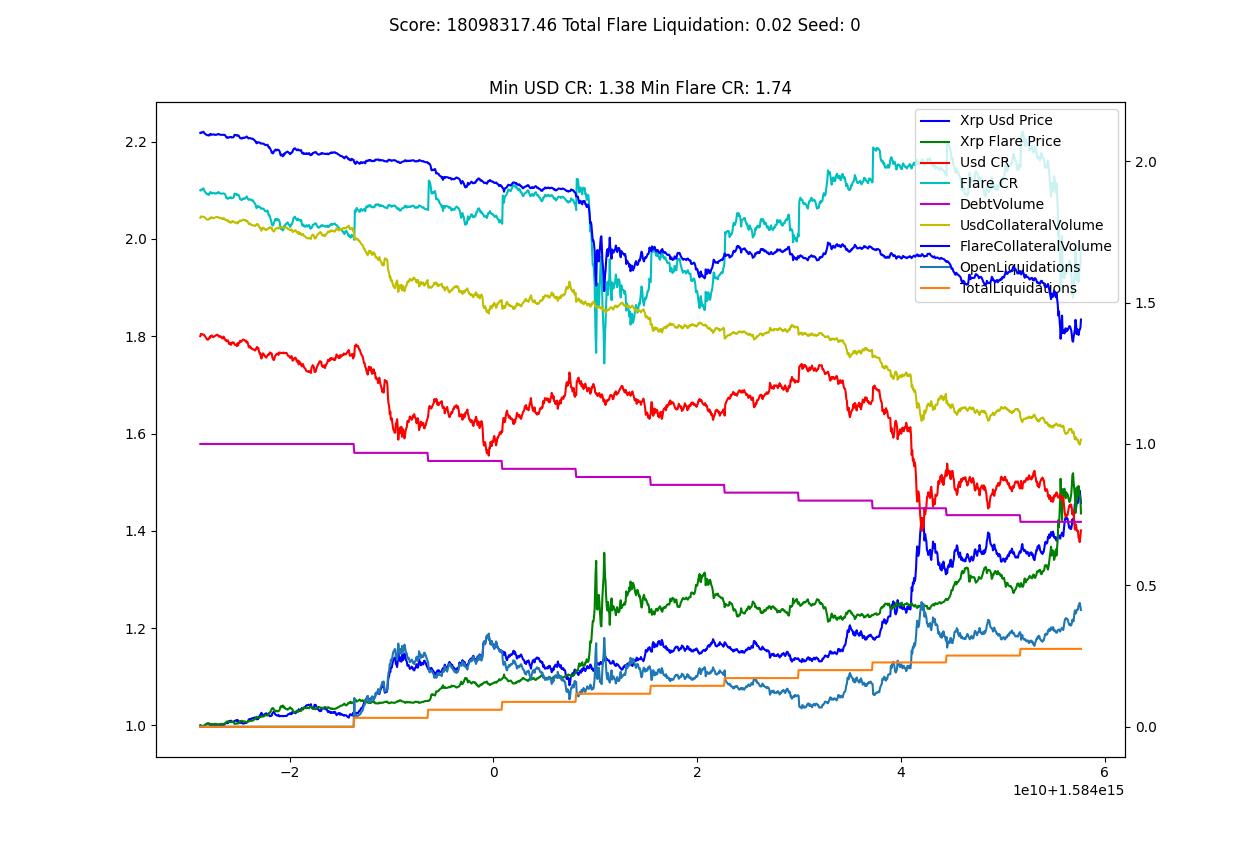 Score: 18098317.46 Total Flare Liquidation: 0.02 Seed: 0
Min USD CR: 1.38 Min Flare CR: 1.74
Xrp Usd Price
Xrp Flare Price
Usd CR
Flare CR
DebtVolume
UsdCollateralVolume
FlareCollateralVolume
OpenLiquidations
TotalLiquidations
2.2
2.0
1.8
1.6
1.4
1.2
1.0
2.0
1.5
1.0
0.5
0.0
−2
0
2
4
6
1e10+1.584e15